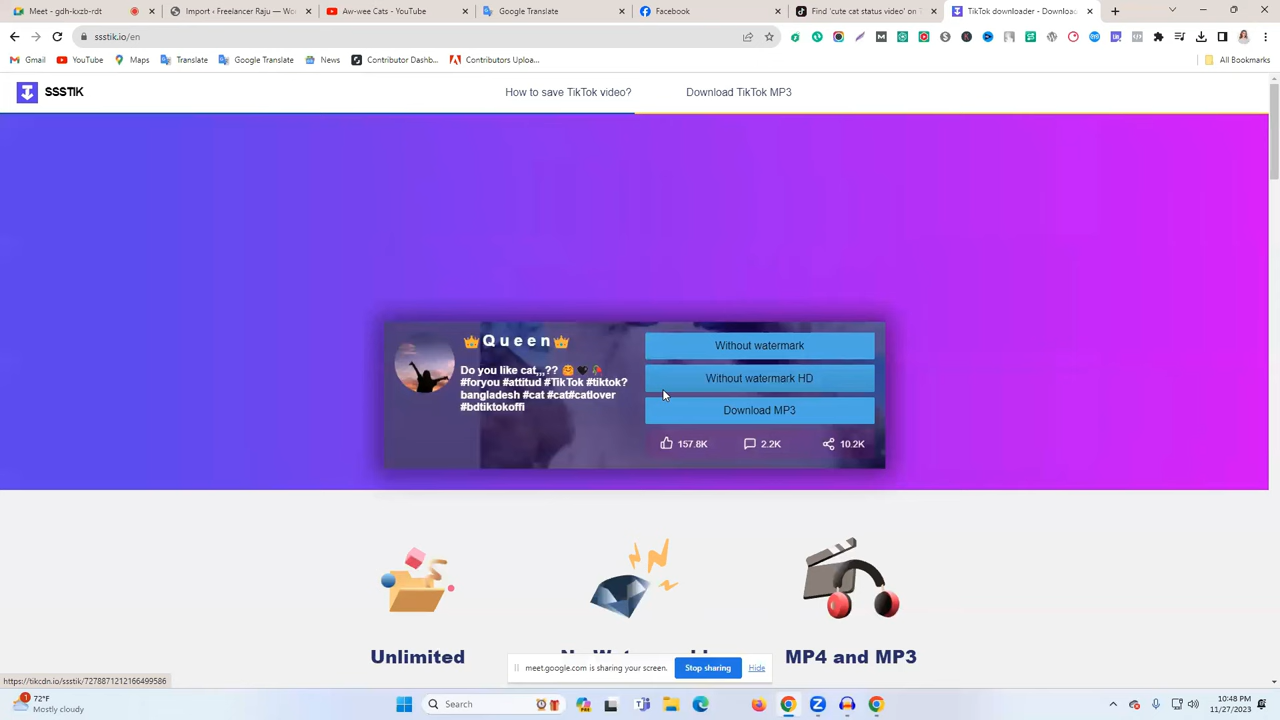 Meet - gdh-kxzb-rdt
Import ‹ Freelancer Raju — Wo
Aw-wee Cats - YouTube
Google Translate
Facebook
Find 'cute cat status video' on T
TikTok downloader - Downloa
ssstik.io/en
Gmail
YouTube
Maps
Translate
Google Translate
News
Contributor Dashb...
Contributors Uploa...
All Bookmarks
SSSTIK
How to save TikTok video?
Download TikTok MP3
Queen
Do you like cat,,,??
#foryou #attitud #TikTok #tiktok?
bangladesh #cat #cat#catlover
#bdtiktokoffi
Without watermark
Without watermark HD
Download MP3
157.8K
2.2K
10.2K
Unlimited
MP4 and MP3
meet.google.com is sharing your screen.
Stop sharing
Hide
https://tikcdn.io/ssstik/7278871212166499586
1
72°F
Mostly cloudy
Search
10:48 PM
11/27/2023